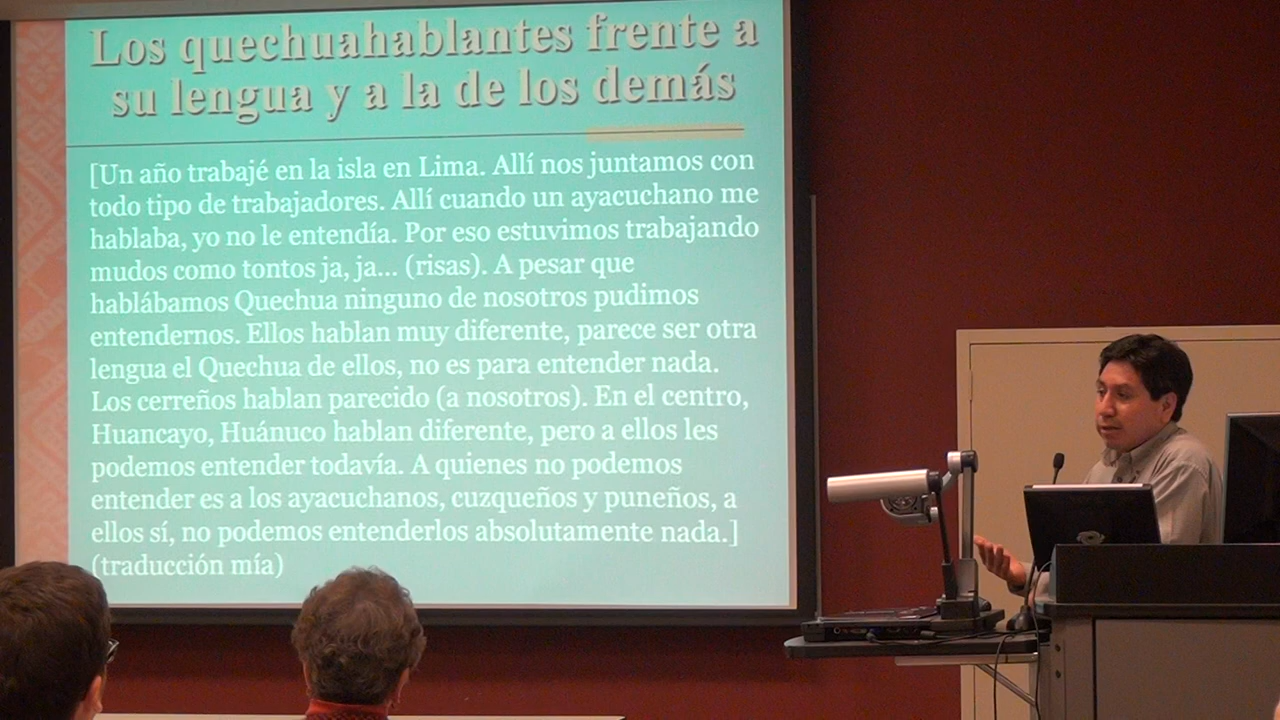 Los quechuahablantes frente a
su lengua y a la de los demás
[Un año trabajé en la isla en Lima. Allí nos juntamos con
todo tipo de trabajadores. Allí cuando un ayacuchano me
hablaba, yo no le entendía. Por eso estuvimos trabajando
mudos como tontos ja, ja... (risas). A pesar que
hablábamos Quechua ninguno de nosotros pudimos
entendernos. Ellos hablan muy diferente, parece ser otra
lengua el Quechua de ellos, no es para entender nada.
Los cerreños hablan parecido (a nosotros). En el centro,
Huancayo, Huánuco hablan diferente, pero a ellos les
podemos entender todavía. A quienes no podemos
entender es a los ayacuchanos, cuzqueños y puneños, a
ellos sí, no podemos entenderlos absolutamente nada.]
(traducción mía)